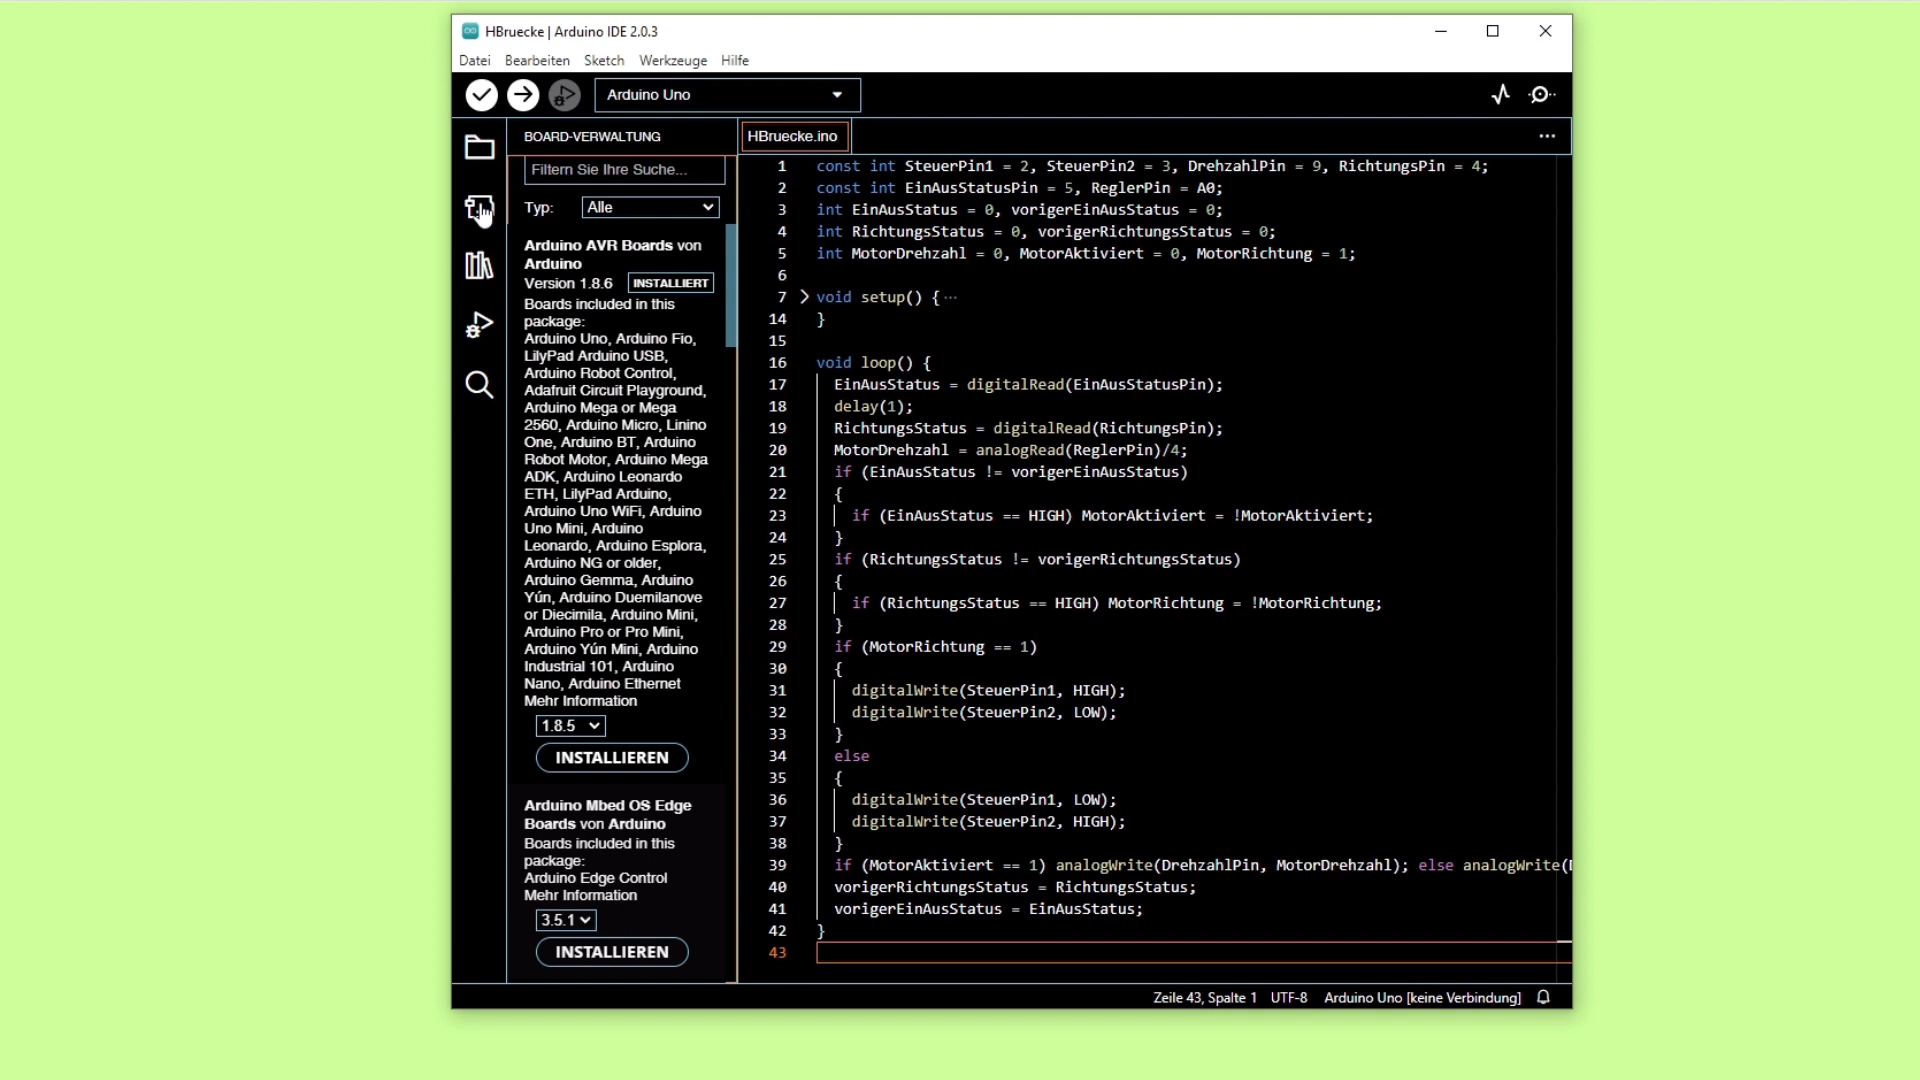 HBruecke | Arduino IDE 2.0.3
Datei Bearbeiten Sketch Werkzeuge Hilfe
Arduino Uno
BOARD-VERWALTUNG
Filtern Sie Ihre Suche...
Typ: Alle
Arduino AVR Boards von
Arduino
Version 1.8.6 INSTALLIERT
Boards included in this
package:
Arduino Uno, Arduino Fio,
LilyPad Arduino USB,
Arduino Robot Control,
Adafruit Circuit Playground,
Arduino Mega or Mega
2560, Arduino Micro, Linino
One, Arduino BT, Arduino
Robot Motor, Arduino Mega
ADK, Arduino Leonardo
ETH, LilyPad Arduino,
Arduino Uno WiFi, Arduino
Uno Mini, Arduino
Leonardo, Arduino Esplora,
Arduino NG or older,
Arduino Gemma, Arduino
Yún, Arduino Duemilanove
or Diecimila, Arduino Mini,
Arduino Pro or Pro Mini,
Arduino Yún Mini, Arduino
Industrial 101, Arduino
Nano, Arduino Ethernet
Mehr Information
1.8.5
INSTALLIEREN
Arduino Mbed OS Edge
Boards von Arduino
Boards included in this
package:
Arduino Edge Control
Mehr Information
3.5.1
INSTALLIEREN
HBruecke.ino
1 const int SteuerPin1 = 2, SteuerPin2 = 3, DrehzahlPin = 9, RichtungsPin = 4;
2 const int EinAusStatusPin = 5, ReglerPin = A0;
3 int EinAusStatus = 0, vorigerEinAusStatus = 0;
4 int RichtungsStatus = 0, vorigerRichtungsStatus = 0;
5 int MotorDrehzahl = 0, MotorAktiviert = 0, MotorRichtung = 1;
6
7 void setup() {···
14 }
15
16 void loop() {
17 EinAusStatus = digitalRead(EinAusStatusPin);
18 delay(1);
19 RichtungsStatus = digitalRead(RichtungsPin);
20 MotorDrehzahl = analogRead(ReglerPin)/4;
21 if (EinAusStatus != vorigerEinAusStatus)
22 {
23 if (EinAusStatus == HIGH) MotorAktiviert = !MotorAktiviert;
24 }
25 if (RichtungsStatus != vorigerRichtungsStatus)
26 {
27 if (RichtungsStatus == HIGH) MotorRichtung = !MotorRichtung;
28 }
29 if (MotorRichtung == 1)
30 {
31 digitalWrite(SteuerPin1, HIGH);
32 digitalWrite(SteuerPin2, LOW);
33 }
34 else
35 {
36 digitalWrite(SteuerPin1, LOW);
37 digitalWrite(SteuerPin2, HIGH);
38 }
39 if (MotorAktiviert == 1) analogWrite(DrehzahlPin, MotorDrehzahl); else analogWrite(
40 vorigerRichtungsStatus = RichtungsStatus;
41 vorigerEinAusStatus = EinAusStatus;
42 }
43
Zeile 43, Spalte 1 UTF-8 Arduino Uno [keine Verbindung]